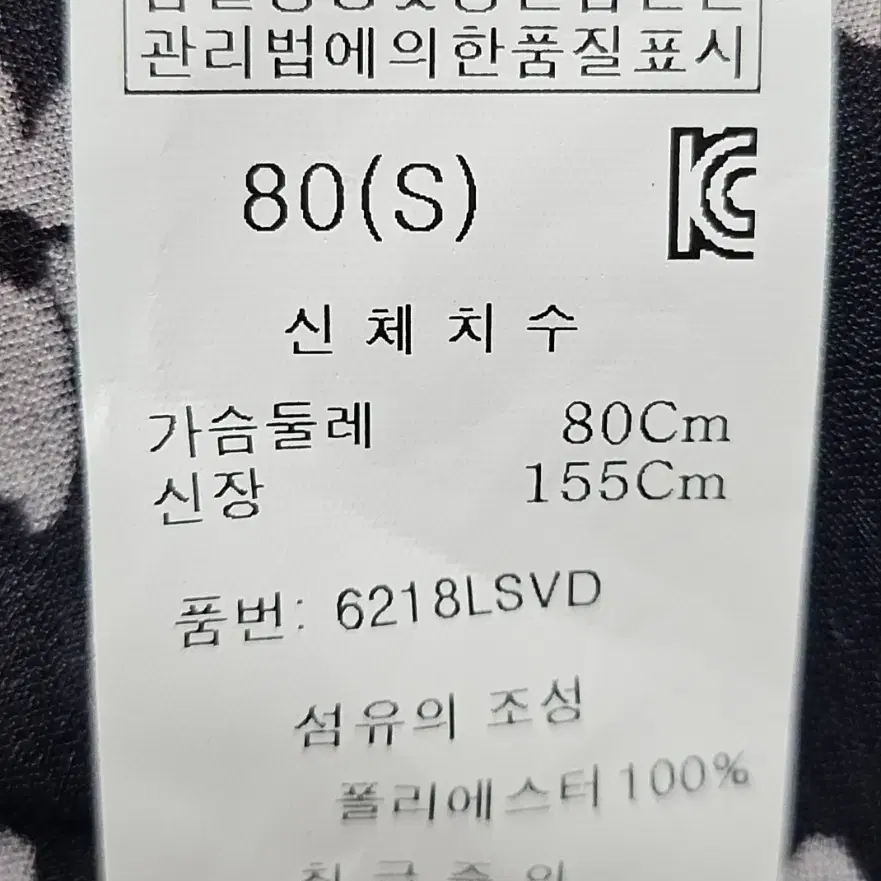 관리법에의한품질표시
80(S)
신체치수
가슴둘레 80Cm
신장 155Cm
품번: 6218LSVD
섬유의 조성
폴리에스터 100%